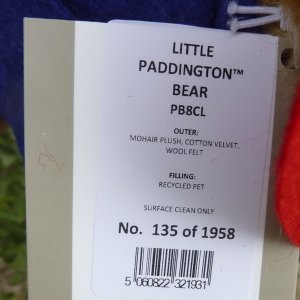 LITTLE
PADDINGTON™
BEAR
PB8CL
OUTER:
MOHAIR PLUSH, COTTON VELVET,
WOOL FELT
FILLING:
RECYCLED PET
SURFACE CLEAN ONLY
No. 135 of 1958
5 060822 321931